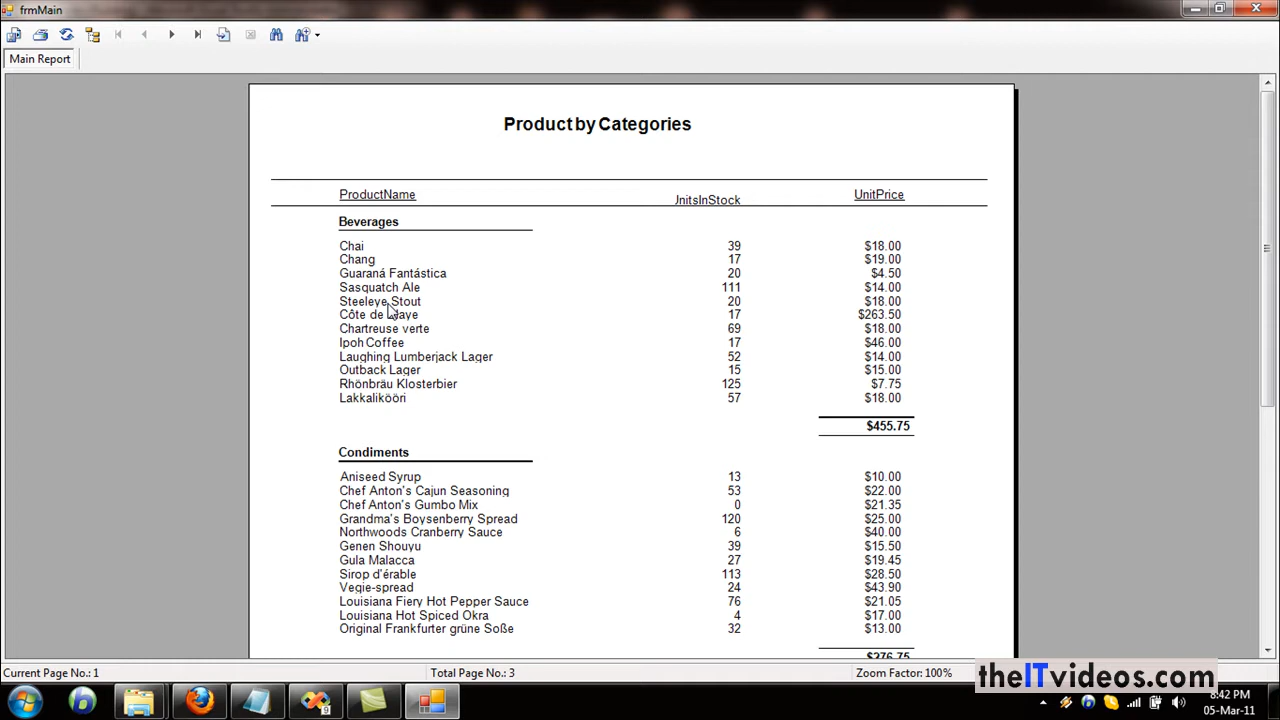 frmMain
Main Report
Product by Categories
ProductName JnitsInStock UnitPrice
Beverages
Chai 39 $18.00
Chang 17 $19.00
Guaraná Fantástica 20 $4.50
Sasquatch Ale 111 $14.00
Steeleye Stout 20 $18.00
Côte de Blaye 17 $263.50
Chartreuse verte 69 $18.00
Ipoh Coffee 17 $46.00
Laughing Lumberjack Lager 52 $14.00
Outback Lager 15 $15.00
Rhönbräu Klosterbier 125 $7.75
Lakkalikööri 57 $18.00
$455.75
Condiments
Aniseed Syrup 13 $10.00
Chef Anton's Cajun Seasoning 53 $22.00
Chef Anton's Gumbo Mix 0 $21.35
Grandma's Boysenberry Spread 120 $25.00
Northwoods Cranberry Sauce 6 $40.00
Genen Shouyu 39 $15.50
Gula Malacca 27 $19.45
Sirop d'érable 113 $28.50
Vegie-spread 24 $43.90
Louisiana Fiery Hot Pepper Sauce 76 $21.05
Louisiana Hot Spiced Okra 4 $17.00
Original Frankfurter grüne Soße 32 $13.00
$276.75
Current Page No.: 1 Total Page No.: 3 Zoom Factor: 100%
theITvideos.com
9
8:42 PM
05-Mar-11